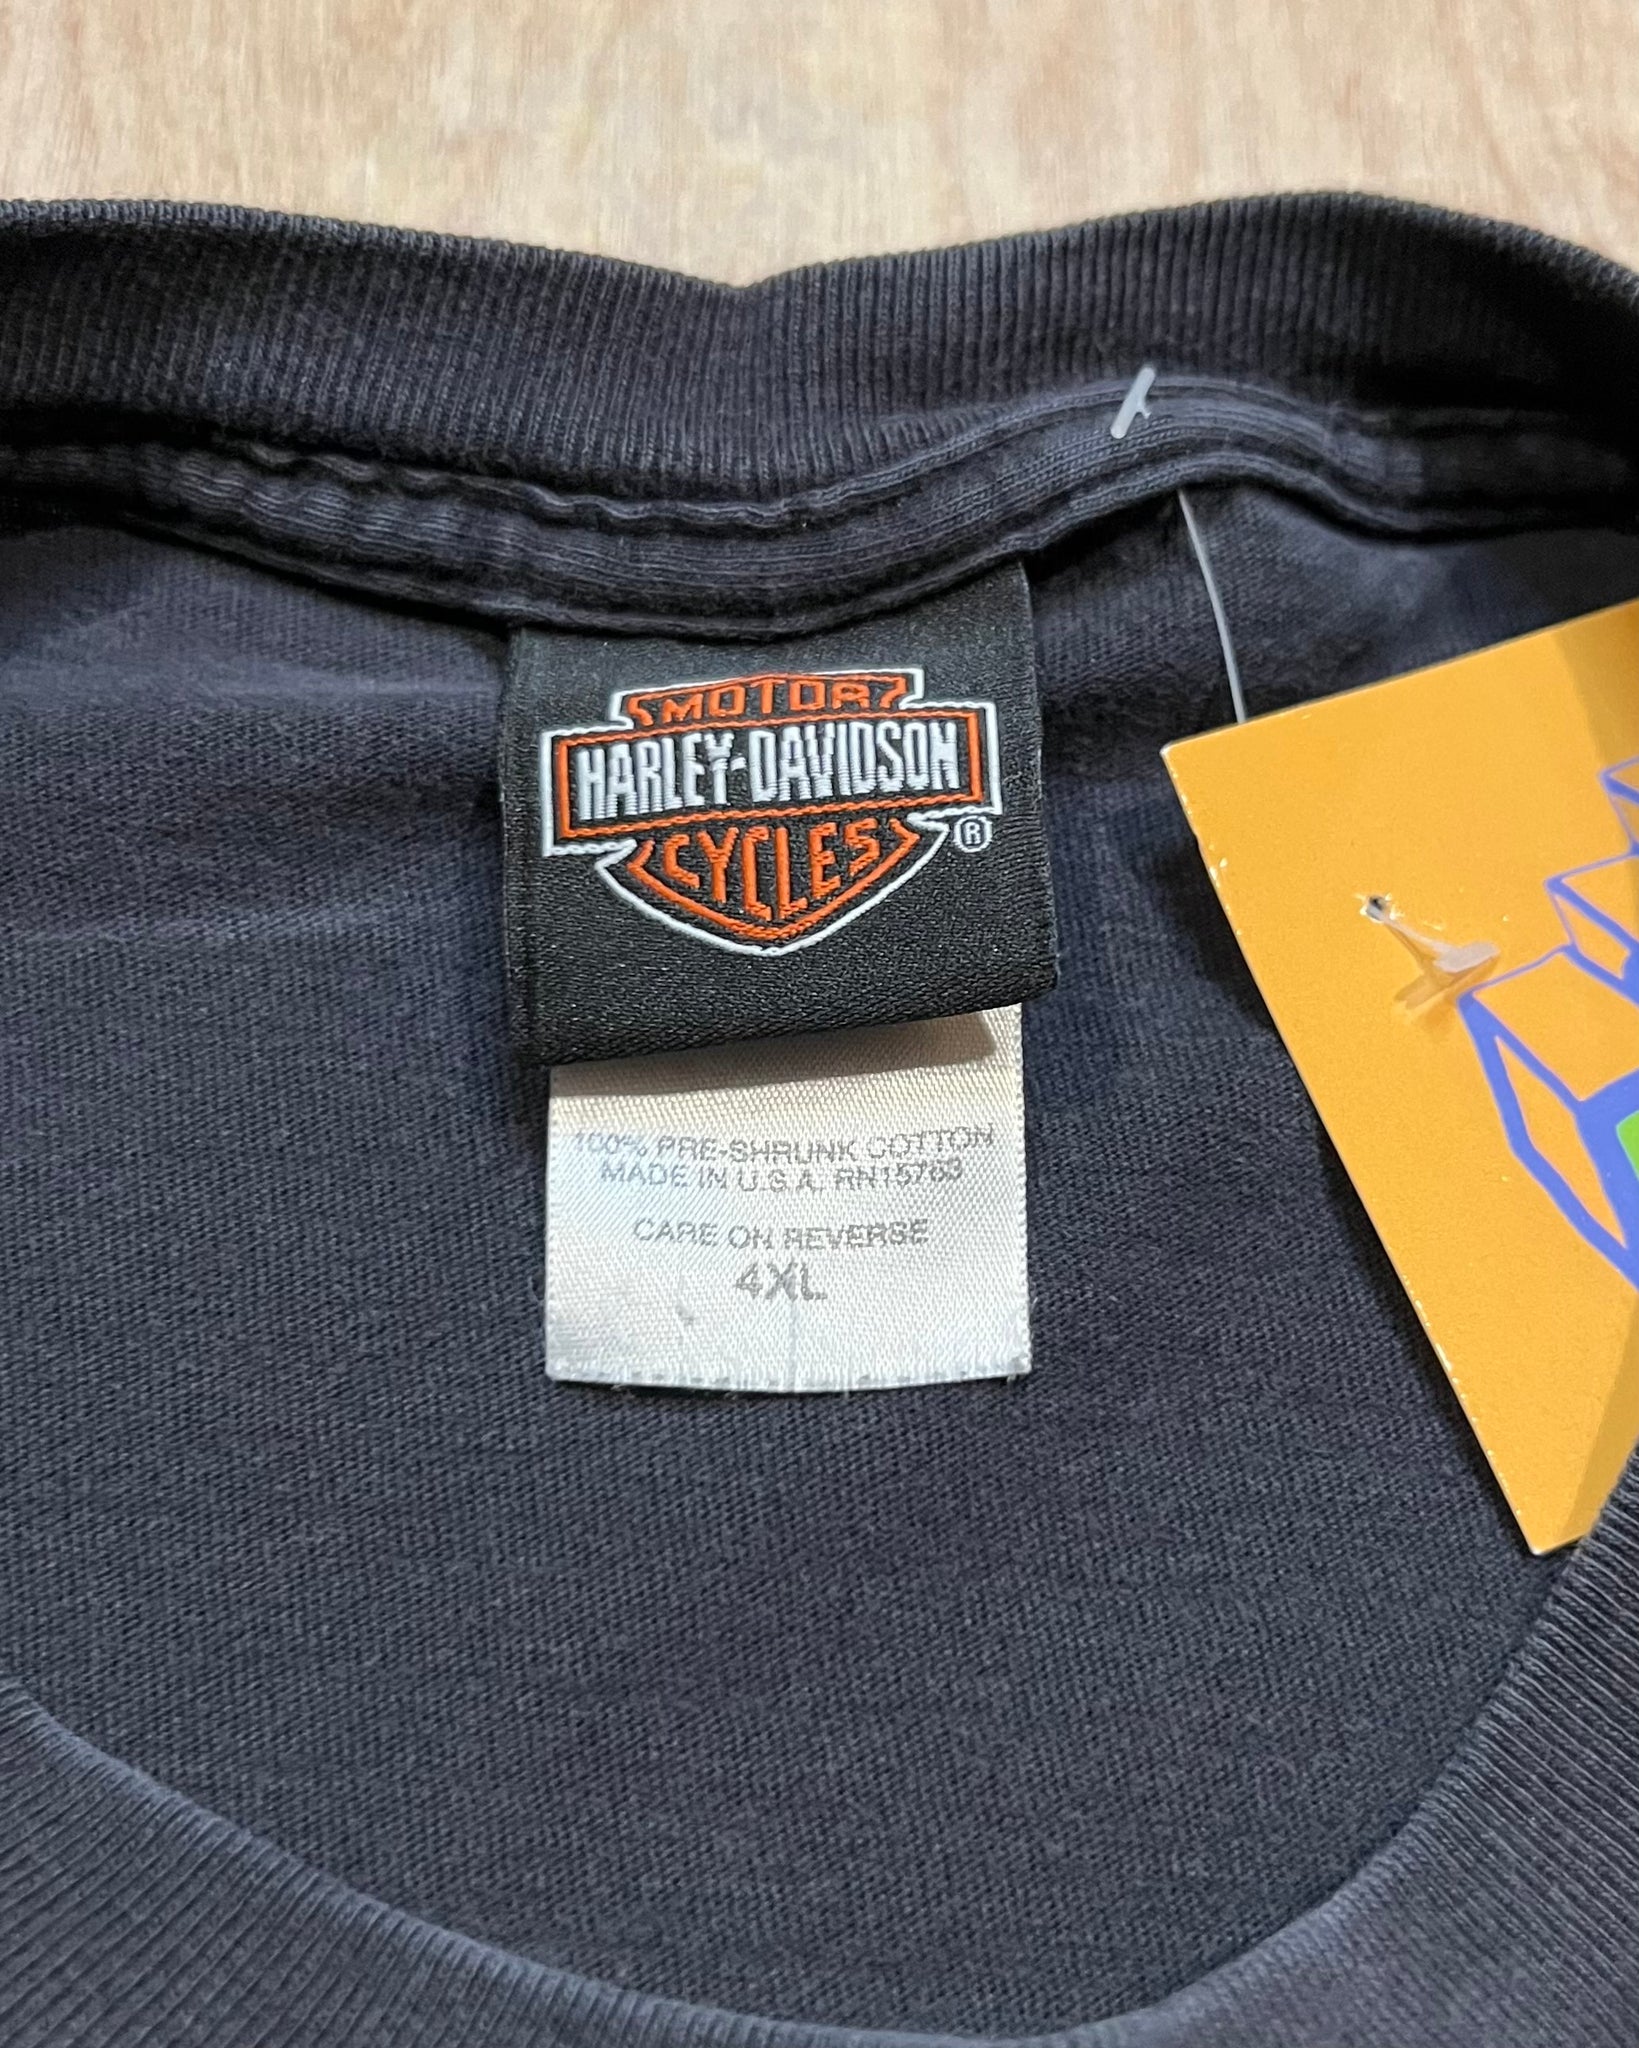 MOTOR
HARLEY-DAVIDSON
CYCLES
®
100% PRE-SHRUNK COTTON
MADE IN U.S.A. RN15763
CARE ON REVERSE
4XL